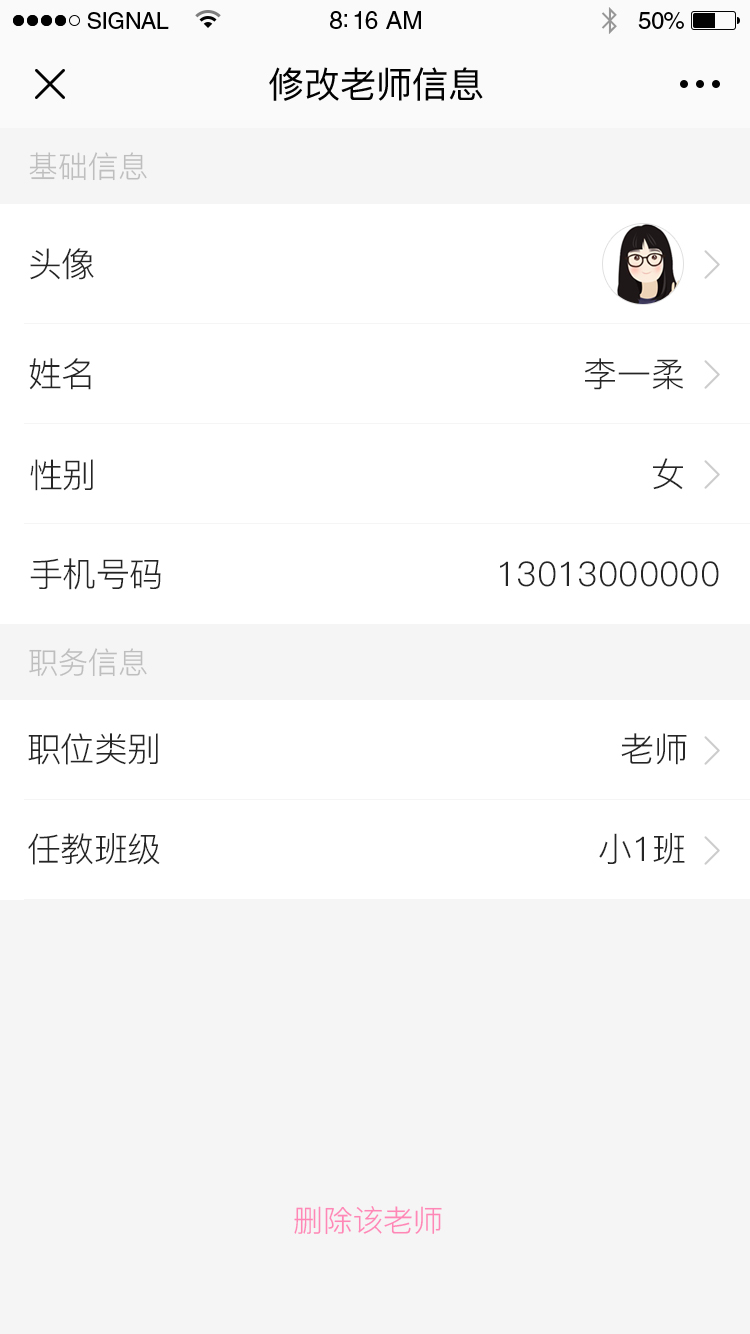 SIGNAL 8:16 AM 50%
修改老师信息
基础信息
头像
姓名 李一柔
性别 女
手机号码 13013000000
职务信息
职位类别 老师
任教班级 小1班
删除该老师